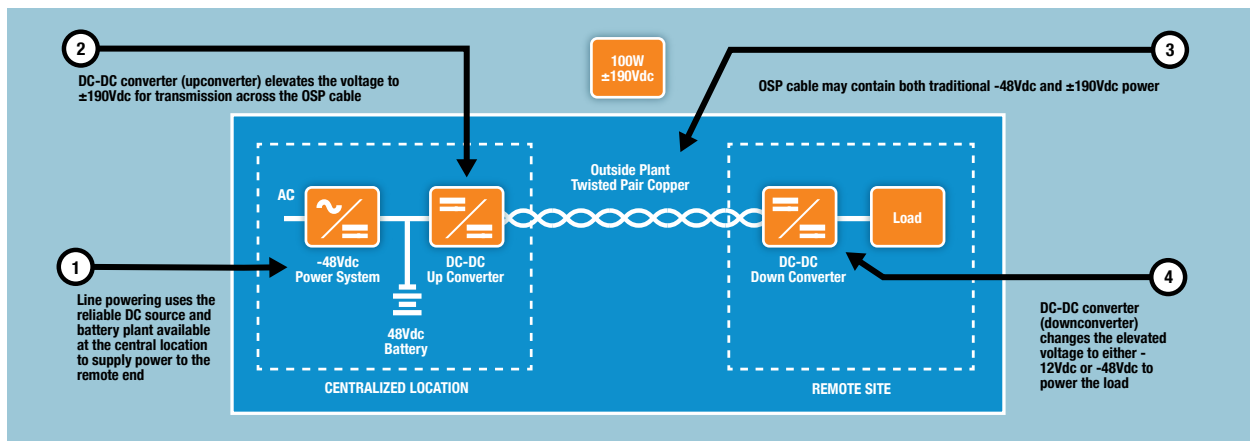 2
DC-DC converter (upconverter) elevates the voltage to
±190Vdc for transmission across the OSP cable
100W
±190Vdc
3
OSP cable may contain both traditional -48Vdc and ±190Vdc power
1
Line powering uses the
reliable DC source and
battery plant available
at the central location
to supply power to the
remote end
AC
-48Vdc
Power System
DC-DC
Up Converter
48Vdc
Battery
CENTRALIZED LOCATION
Outside Plant
Twisted Pair Copper
DC-DC
Down Converter
Load
REMOTE SITE
4
DC-DC converter
(downconverter)
changes the elevated
voltage to either -
12Vdc or -48Vdc to
power the load